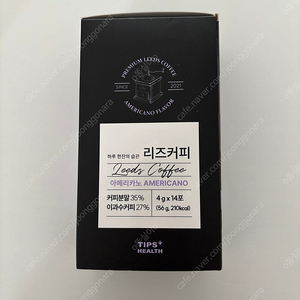 PREMIUM LEEDS COFFEE
SINCE 2021
AMERICANO FLAVOR
하루 한잔의 습관 리즈커피
Leeds Coffee
아메리카노 AMERICANO
커피분말 35% 4 g x 14포
이과수커피 27% (56 g, 210kcal)
TIPS+
HEALTH